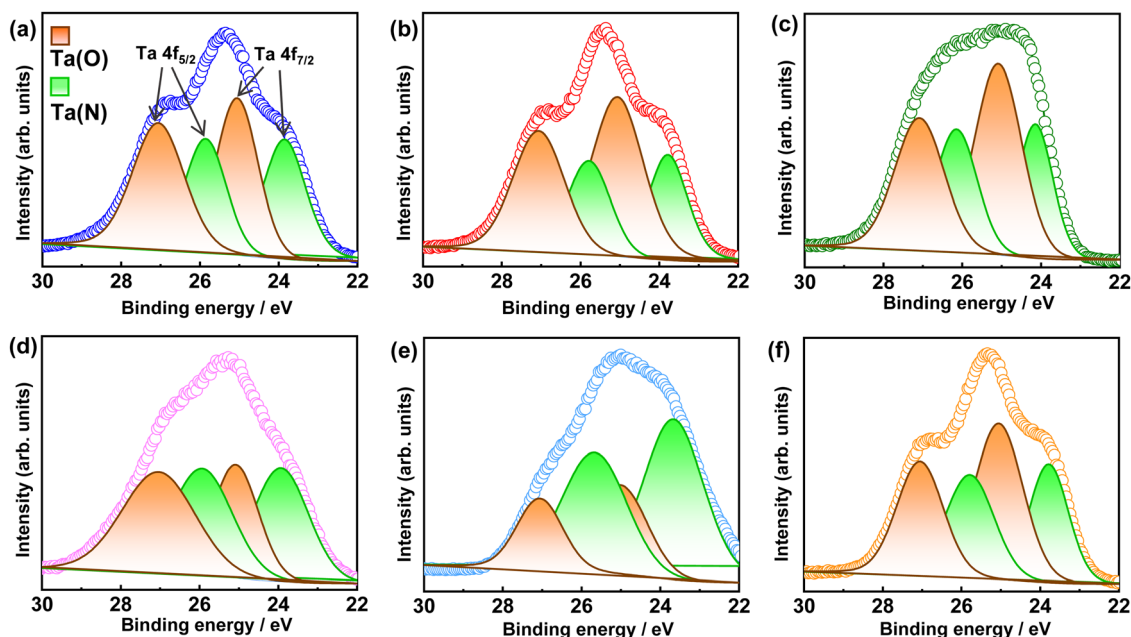 (a)
Ta(O)
Ta(N)
Ta 4f5/2
Ta 4f7/2
Intensity (arb. units)
30 28 26 24 22
Binding energy / eV
(b)
Intensity (arb. units)
30 28 26 24 22
Binding energy / eV
(c)
Intensity (arb. units)
30 28 26 24 22
Binding energy / eV
(d)
Intensity (arb. units)
30 28 26 24 22
Binding energy / eV
(e)
Intensity (arb. units)
30 28 26 24 22
Binding energy / eV
(f)
Intensity (arb. units)
30 28 26 24 22
Binding energy / eV